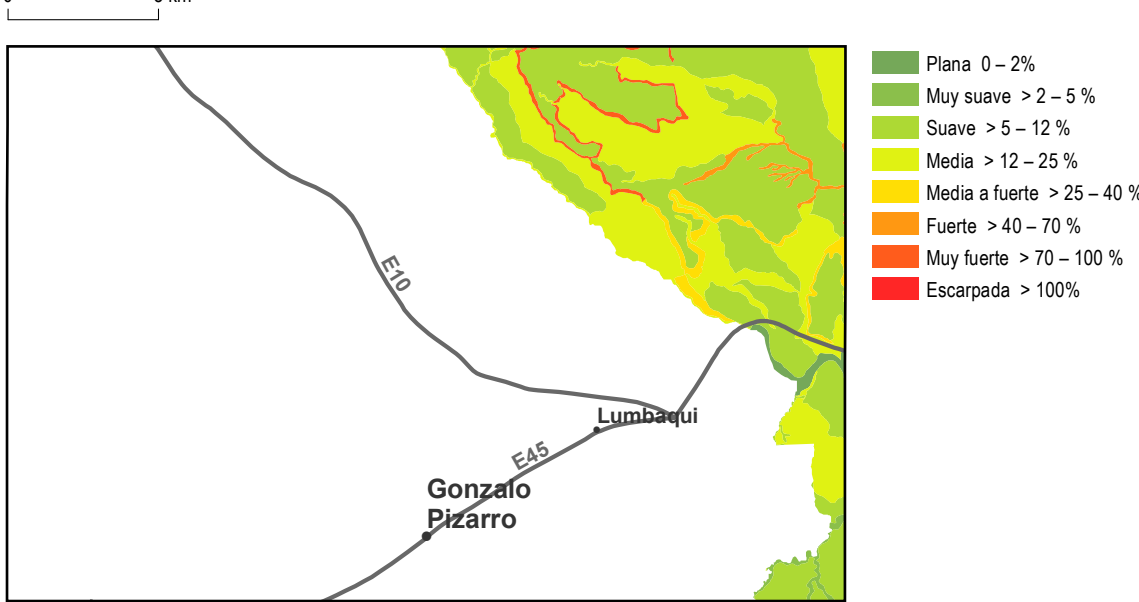 Plana 0 – 2%
Muy suave > 2 – 5 %
Suave > 5 – 12 %
Media > 12 – 25 %
Media a fuerte > 25 – 40 %
Fuerte > 40 – 70 %
Muy fuerte > 70 – 100 %
Escarpada > 100%
E10
Lumbaqui
E45
Gonzalo
Pizarro